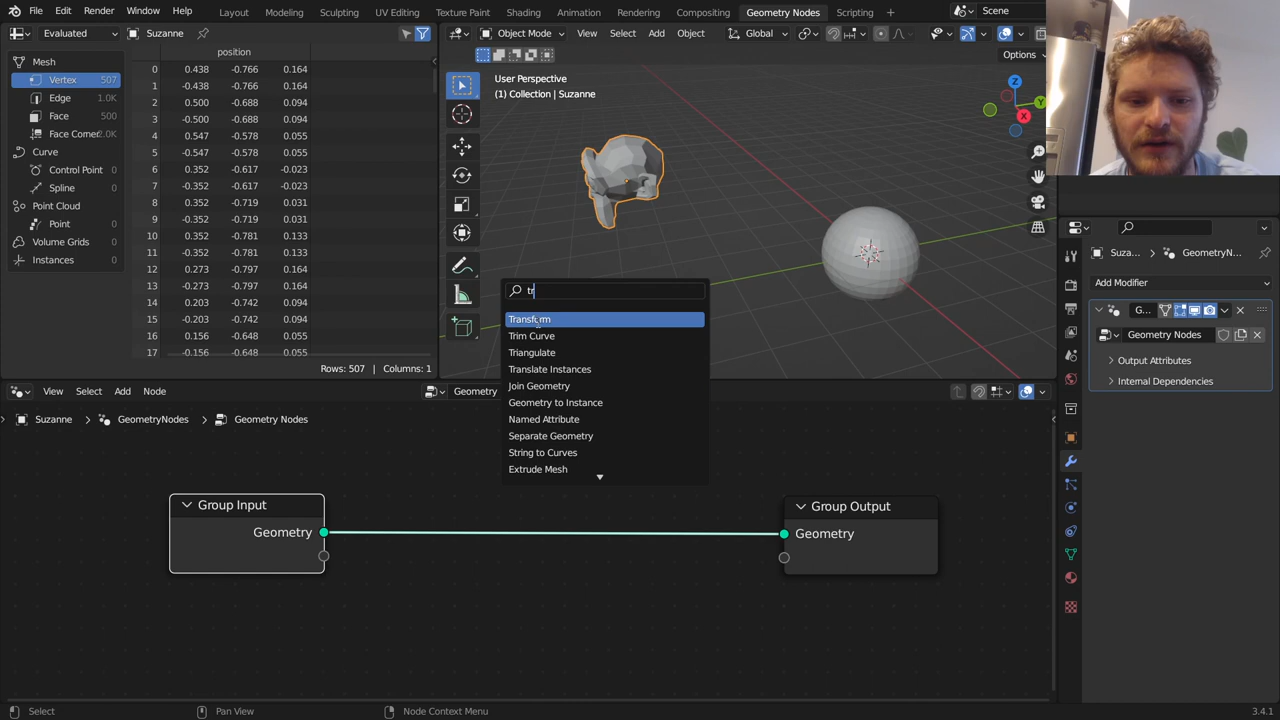 File Edit Render Window Help Layout Modeling Sculpting UV Editing Texture Paint Shading Animation Rendering Compositing Geometry Nodes Scripting Scene
Evaluated Suzanne
position
Mesh
Vertex 507
Edge 1.0K
Face 500
Face Corner 2.0K
Curve
Control Point 0
Spline 0
Point Cloud
Point 0
Volume Grids 0
Instances 0
0 0.438 -0.766 0.164
1 -0.438 -0.766 0.164
2 0.500 -0.688 0.094
3 -0.500 -0.688 0.094
4 0.547 -0.578 0.055
5 -0.547 -0.578 0.055
6 0.352 -0.617 -0.023
7 -0.352 -0.617 -0.023
8 0.352 -0.719 0.031
9 -0.352 -0.719 0.031
10 0.352 -0.781 0.133
11 -0.352 -0.781 0.133
12 0.273 -0.797 0.164
13 -0.273 -0.797 0.164
14 0.203 -0.742 0.094
15 -0.203 -0.742 0.094
16 0.156 -0.648 0.055
17 -0.156 -0.648 0.055
Rows: 507 | Columns: 1
Object Mode View Select Add Object Global
Options
User Perspective
(1) Collection | Suzanne
Z
Y
X
tr
Transform
Trim Curve
Triangulate
Translate Instances
Join Geometry
Geometry to Instance
Named Attribute
Separate Geometry
String to Curves
Extrude Mesh
View Select Add Node Geometry
Suzanne GeometryNodes Geometry Nodes
Group Input
Geometry
Group Output
Geometry
Suza... GeometryN...
Add Modifier
G...
Geometry Nodes
Output Attributes
Internal Dependencies
Select Pan View Node Context Menu 3.4.1